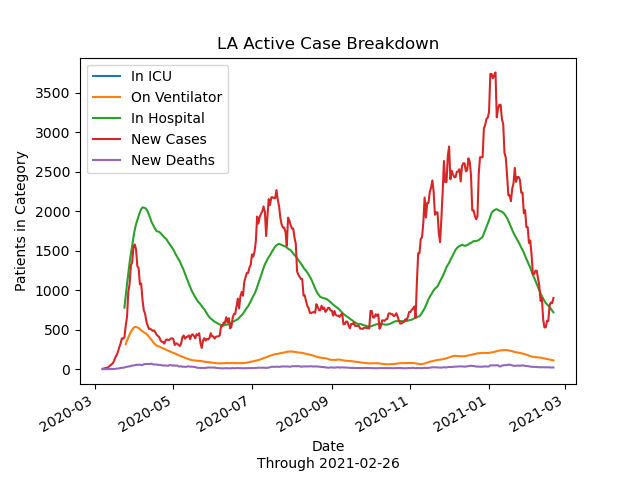 LA Active Case Breakdown
In ICU
On Ventilator
In Hospital
New Cases
New Deaths
Patients in Category
3500
3000
2500
2000
1500
1000
500
0
2020-03
2020-05
2020-07
2020-09
2020-11
2021-01
2021-03
Date
Through 2021-02-26